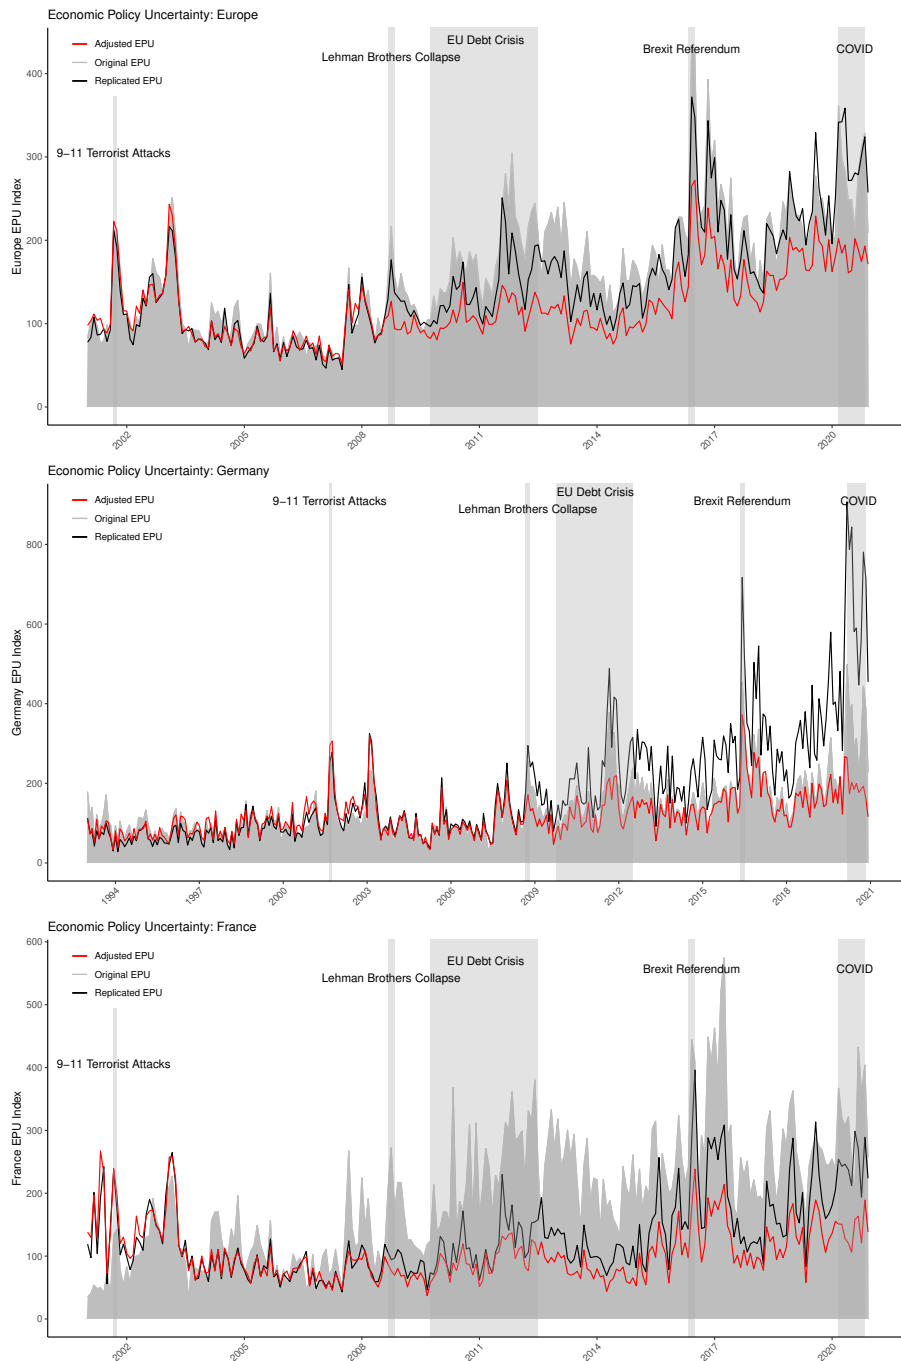 Economic Policy Uncertainty: Europe
Adjusted EPU
Original EPU
Replicated EPU
EU Debt Crisis
Lehman Brothers Collapse
Brexit Referendum
COVID
9−11 Terrorist Attacks
Europe EPU Index
400
300
200
100
0
2002
2005
2008
2011
2014
2017
2020
Economic Policy Uncertainty: Germany
Adjusted EPU
Original EPU
Replicated EPU
9−11 Terrorist Attacks
EU Debt Crisis
Lehman Brothers Collapse
Brexit Referendum
COVID
Germany EPU Index
800
600
400
200
0
1994
1997
2000
2003
2006
2009
2012
2015
2018
2021
Economic Policy Uncertainty: France
Adjusted EPU
Original EPU
Replicated EPU
EU Debt Crisis
Lehman Brothers Collapse
Brexit Referendum
COVID
9−11 Terrorist Attacks
France EPU Index
600
500
400
300
200
100
0
2002
2005
2008
2011
2014
2017
2020